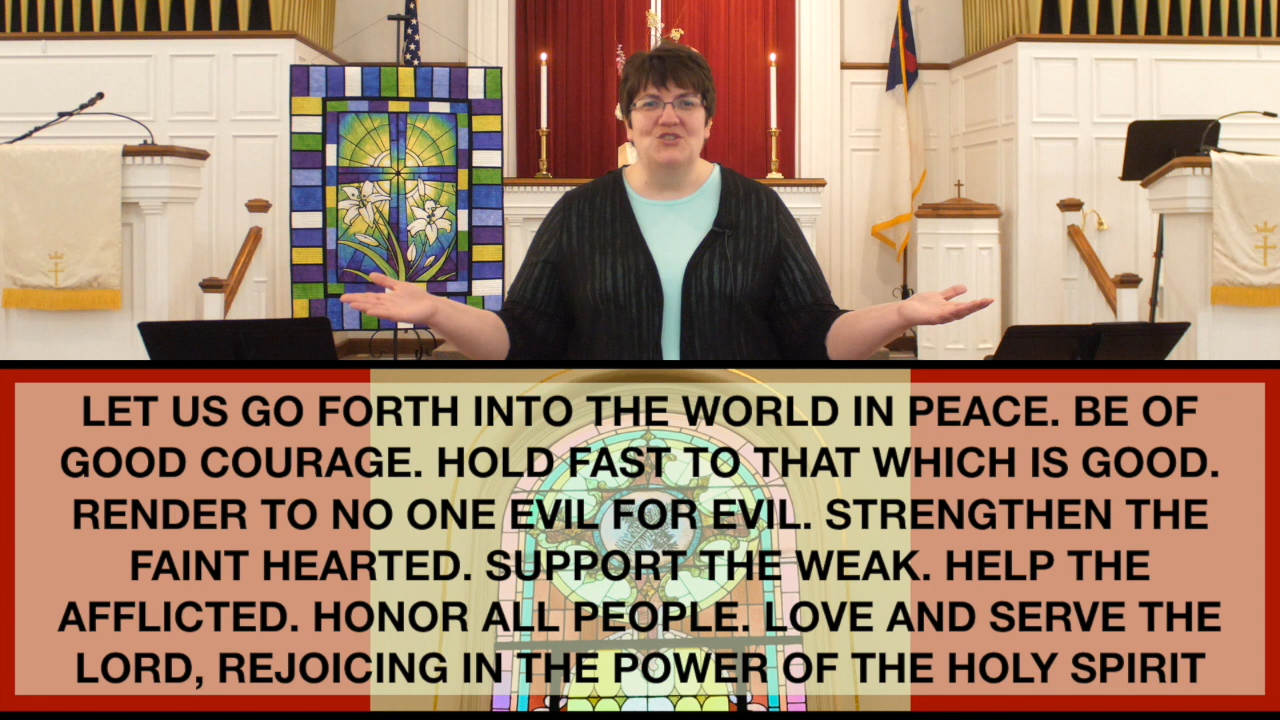 LET US GO FORTH INTO THE WORLD IN PEACE. BE OF
GOOD COURAGE. HOLD FAST TO THAT WHICH IS GOOD.
RENDER TO NO ONE EVIL FOR EVIL. STRENGTHEN THE
FAINT HEARTED. SUPPORT THE WEAK. HELP THE
AFFLICTED. HONOR ALL PEOPLE. LOVE AND SERVE THE
LORD, REJOICING IN THE POWER OF THE HOLY SPIRIT